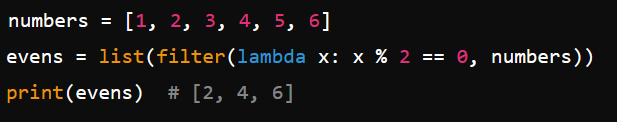 numbers = [1, 2, 3, 4, 5, 6]
evens = list(filter(lambda x: x % 2 == 0, numbers))
print(evens)  # [2, 4, 6]